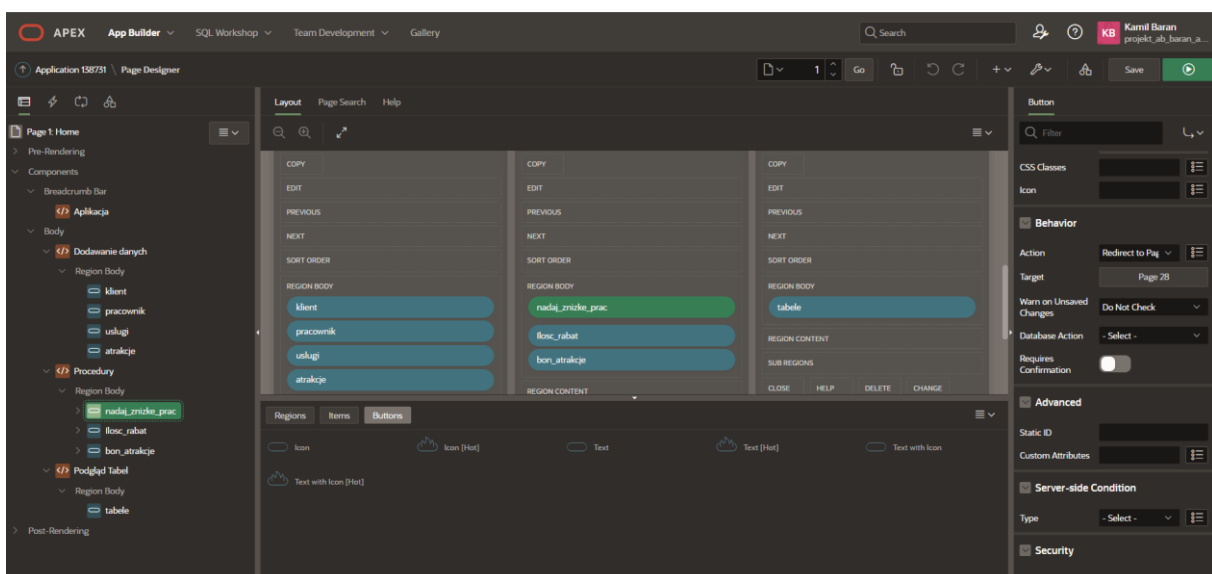 APEX App Builder SQL Workshop Team Development Gallery Search KB Kamil Baran
projekt_ab_baran_a...
Application 138731 \ Page Designer 1 Go Save
Layout Page Search Help Button
Page 1: Home Filter
Pre-Rendering
Components
Breadcrumb Bar
Aplikacja
Body
Dodawanie danych
Region Body
klient
pracownik
uslugi
atrakcje
Procedury
Region Body
nadaj_znizke_prac
Ilosc_rabat
bon_atrakcje
Podgląd Tabel
Region Body
tabele
Post-Rendering
COPY COPY COPY
EDIT EDIT EDIT
PREVIOUS PREVIOUS PREVIOUS
NEXT NEXT NEXT
SORT ORDER SORT ORDER SORT ORDER
REGION BODY REGION BODY REGION BODY
klient nadaj_znizke_prac tabele
pracownik Ilosc_rabat REGION CONTENT
uslugi bon_atrakcje SUB REGIONS
atrakcje REGION CONTENT CLOSE HELP DELETE CHANGE
Regions Items Buttons
Icon Icon [Hot] Text Text [Hot] Text with Icon
Text with Icon [Hot]
CSS Classes
Icon
Behavior
Action Redirect to Pag
Target Page 28
Warn on Unsaved
Changes Do Not Check
Database Action - Select -
Requires
Confirmation
Advanced
Static ID
Custom Attributes
Server-side Condition
Type - Select -
Security